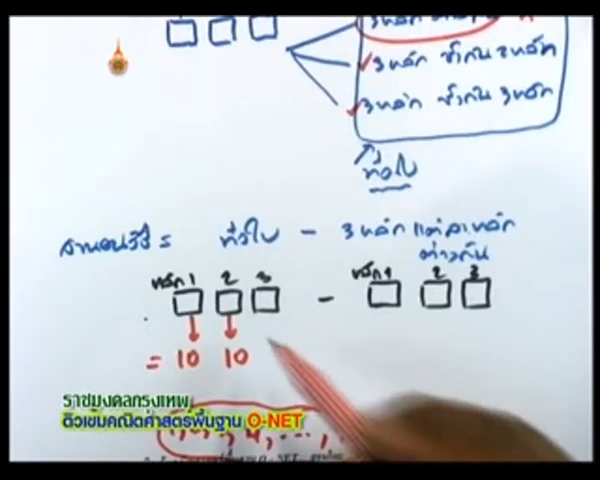 3 หลัก ซ้ำกัน 2 หลัก
3 หลัก ซ้ำกัน 3 หลัก
ทั่วไป
จำนวนวิธี = ทั่วไป - 3 หลัก แต่ละหลัก
ต่างกัน
หลัก 1 2 3 - หลัก 1 2 3
= 10 10
ราชมงคลกรุงเทพ
ติวเข้มคณิตศาสตร์พื้นฐาน O-NET